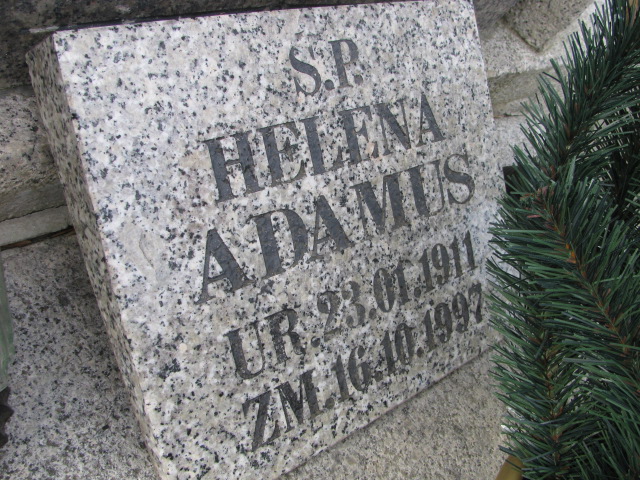 S.P.
HELENA
ADAMUS
UR.23.01.1911
ZM.16.10.1997